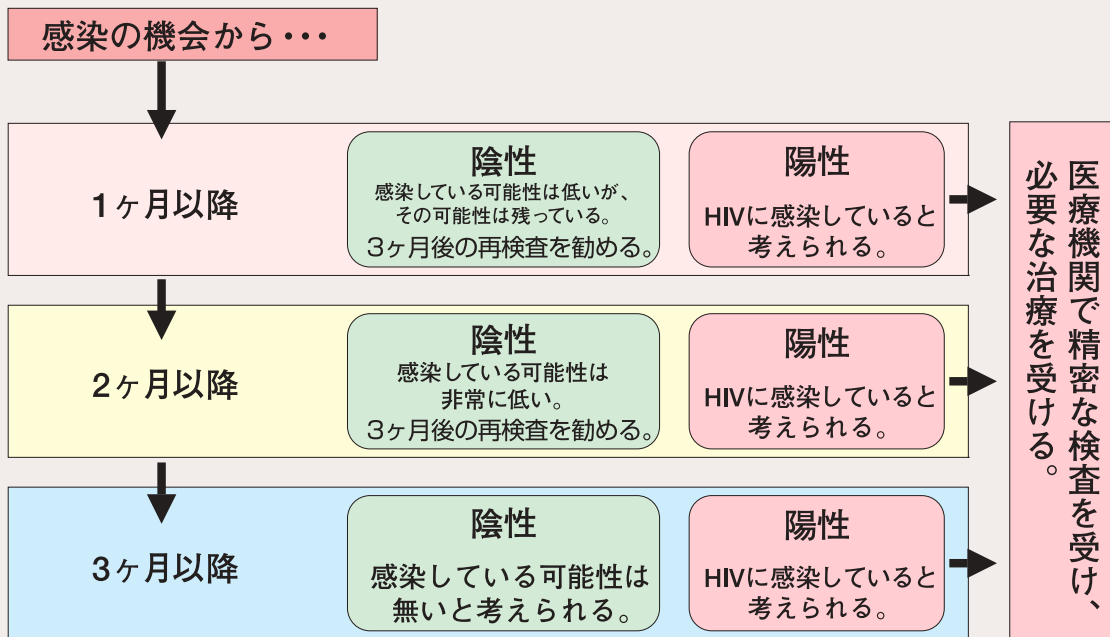 感染の機会から・・・
1ヶ月以降
陰性
感染している可能性は低いが、
その可能性は残っている。
3ヶ月後の再検査を勧める。
陽性
HIVに感染していると
考えられる。
2ヶ月以降
陰性
感染している可能性は
非常に低い。
3ヶ月後の再検査を勧める。
陽性
HIVに感染していると
考えられる。
3ヶ月以降
陰性
感染している可能性は
無いと考えられる。
陽性
HIVに感染していると
考えられる。
医療機関で精密な検査を受け、
必要な治療を受ける。